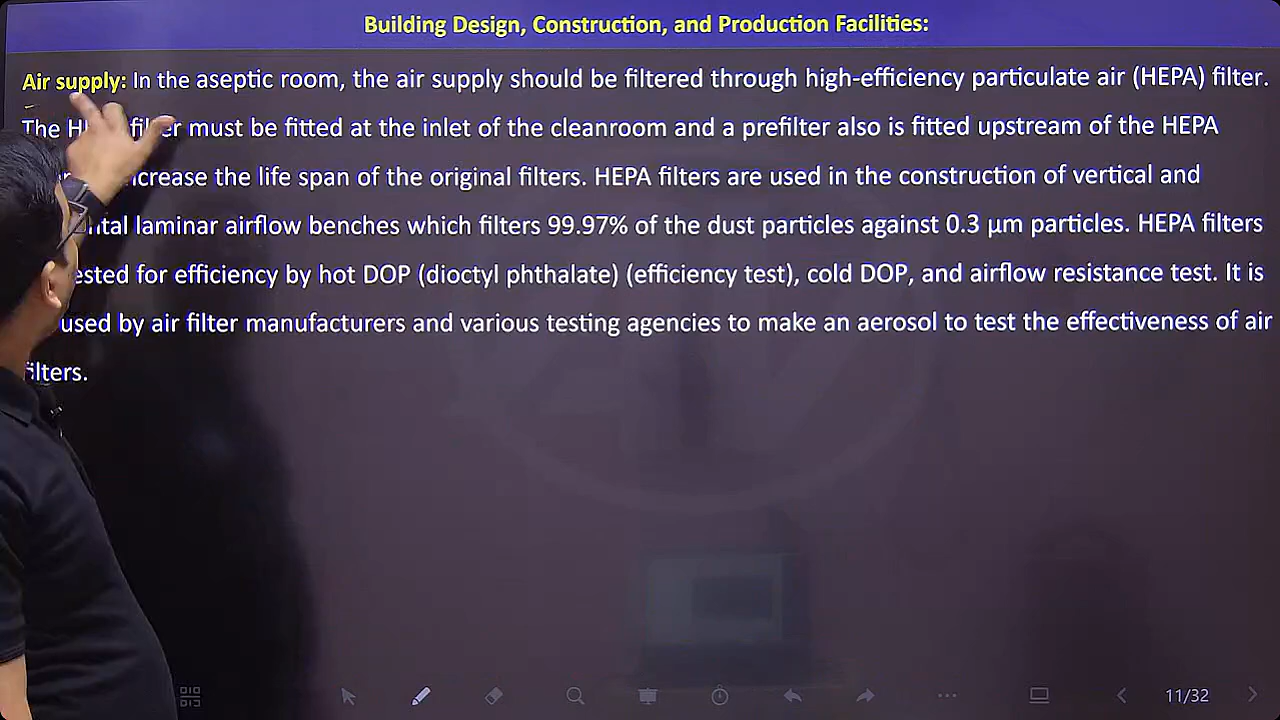 Building Design, Construction, and Production Facilities:
Air supply: In the aseptic room, the air supply should be filtered through high-efficiency particulate air (HEPA) filter.
The filter must be fitted at the inlet of the cleanroom and a prefilter also is fitted upstream of the HEPA
increase the life span of the original filters. HEPA filters are used in the construction of vertical and
laminar airflow benches which filters 99.97% of the dust particles against 0.3 µm particles. HEPA filters
tested for efficiency by hot DOP (dioctyl phthalate) (efficiency test), cold DOP, and airflow resistance test. It is
used by air filter manufacturers and various testing agencies to make an aerosol to test the effectiveness of air
filters.
11/32